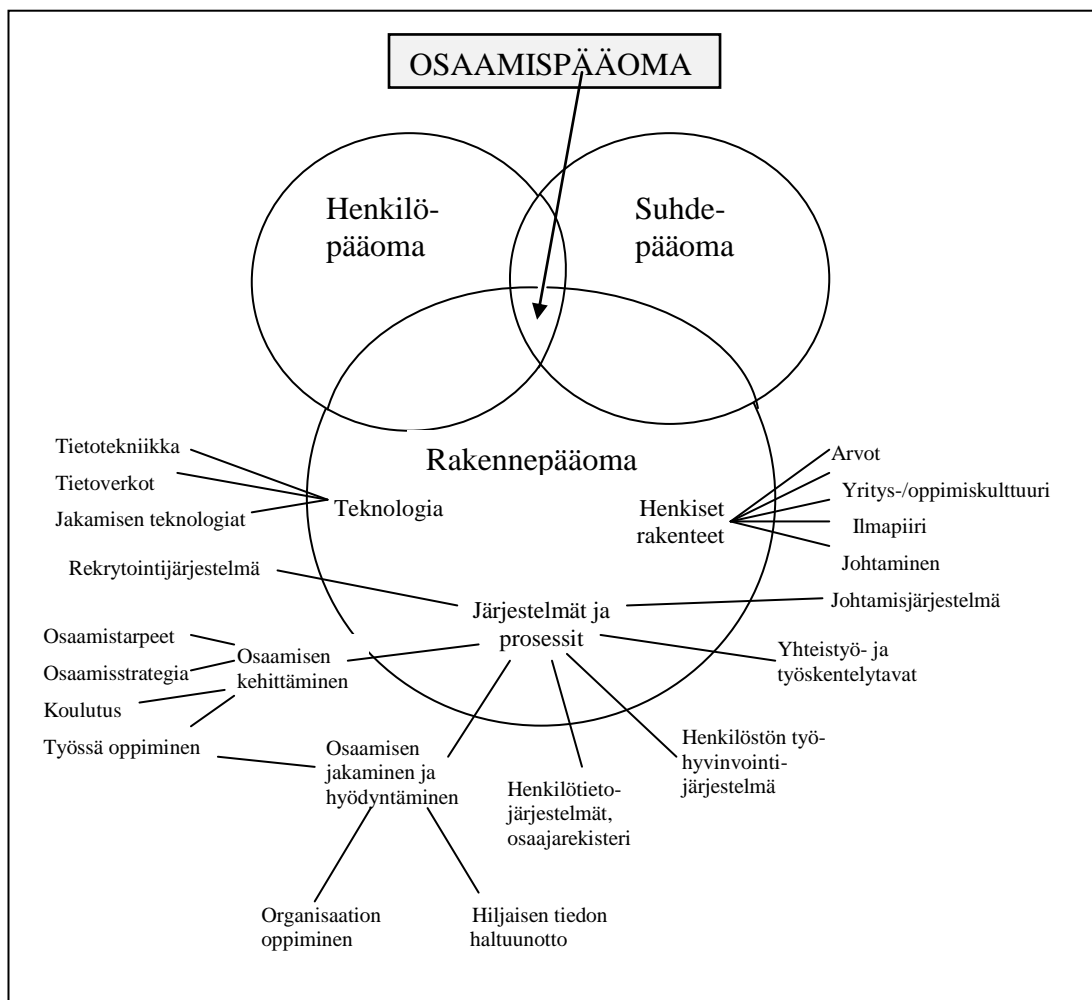 OSAAMISPÄÄOMA
Henkilö-
pääoma
Suhde-
pääoma
Rakennepääoma
Tietotekniikka
Tietoverkot
Jakamisen teknologiat
Teknologia
Henkiset
rakenteet
Arvot
Yritys-/oppimiskulttuuri
Ilmapiiri
Johtaminen
Rekrytointijärjestelmä
Järjestelmät ja
prosessit
Johtamisjärjestelmä
Yhteistyö- ja
työskentelytavat
Osaamistarpeet
Osaamisstrategia
Koulutus
Työssä oppiminen
Osaamisen
kehittäminen
Osaamisen
jakaminen ja
hyödyntäminen
Henkilötieto-
järjestelmät,
osaajarekisteri
Henkilöstön työ-
hyvinvointi-
järjestelmä
Organisaation
oppiminen
Hiljaisen tiedon
haltuunotto